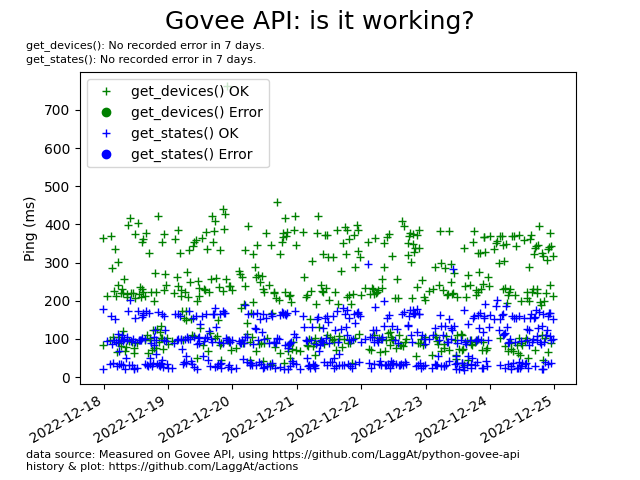 Govee API: is it working?
get_devices(): No recorded error in 7 days.
get_states(): No recorded error in 7 days.
get_devices() OK
get_devices() Error
get_states() OK
get_states() Error
Ping (ms)
700
600
500
400
300
200
100
0
2022-12-18
2022-12-19
2022-12-20
2022-12-21
2022-12-22
2022-12-23
2022-12-24
2022-12-25
data source: Measured on Govee API, using https://github.com/LaggAt/python-govee-api
history & plot: https://github.com/LaggAt/actions